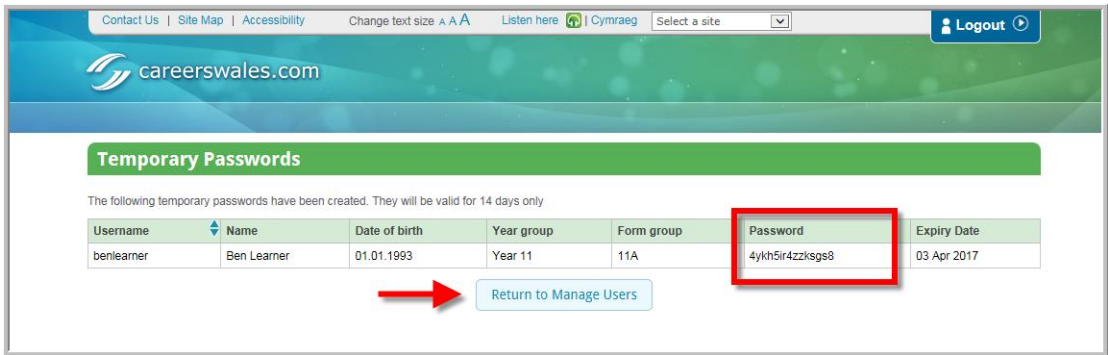 Contact Us | Site Map | Accessibility Change text size A A A Listen here | Cymraeg Select a site Logout
careerswales.com
Temporary Passwords
The following temporary passwords have been created. They will be valid for 14 days only
Username Name Date of birth Year group Form group Password Expiry Date
benlearner Ben Learner 01.01.1993 Year 11 11A 4ykh5ir4zzksgs8 03 Apr 2017
Return to Manage Users